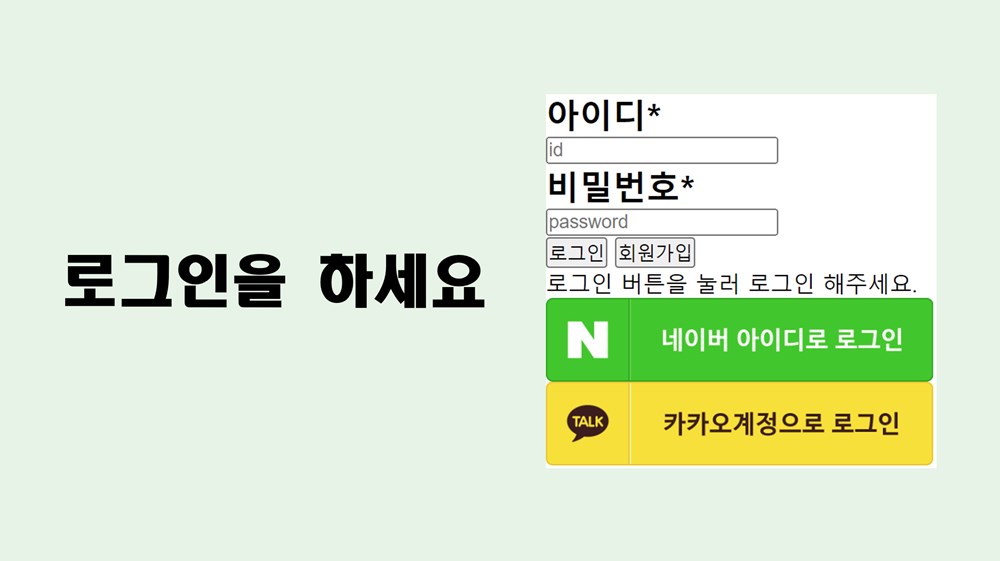 로그인을 하세요
아이디*
id
비밀번호*
password
로그인 회원가입
로그인 버튼을 눌러 로그인 해주세요.
N 네이버 아이디로 로그인
TALK 카카오계정으로 로그인